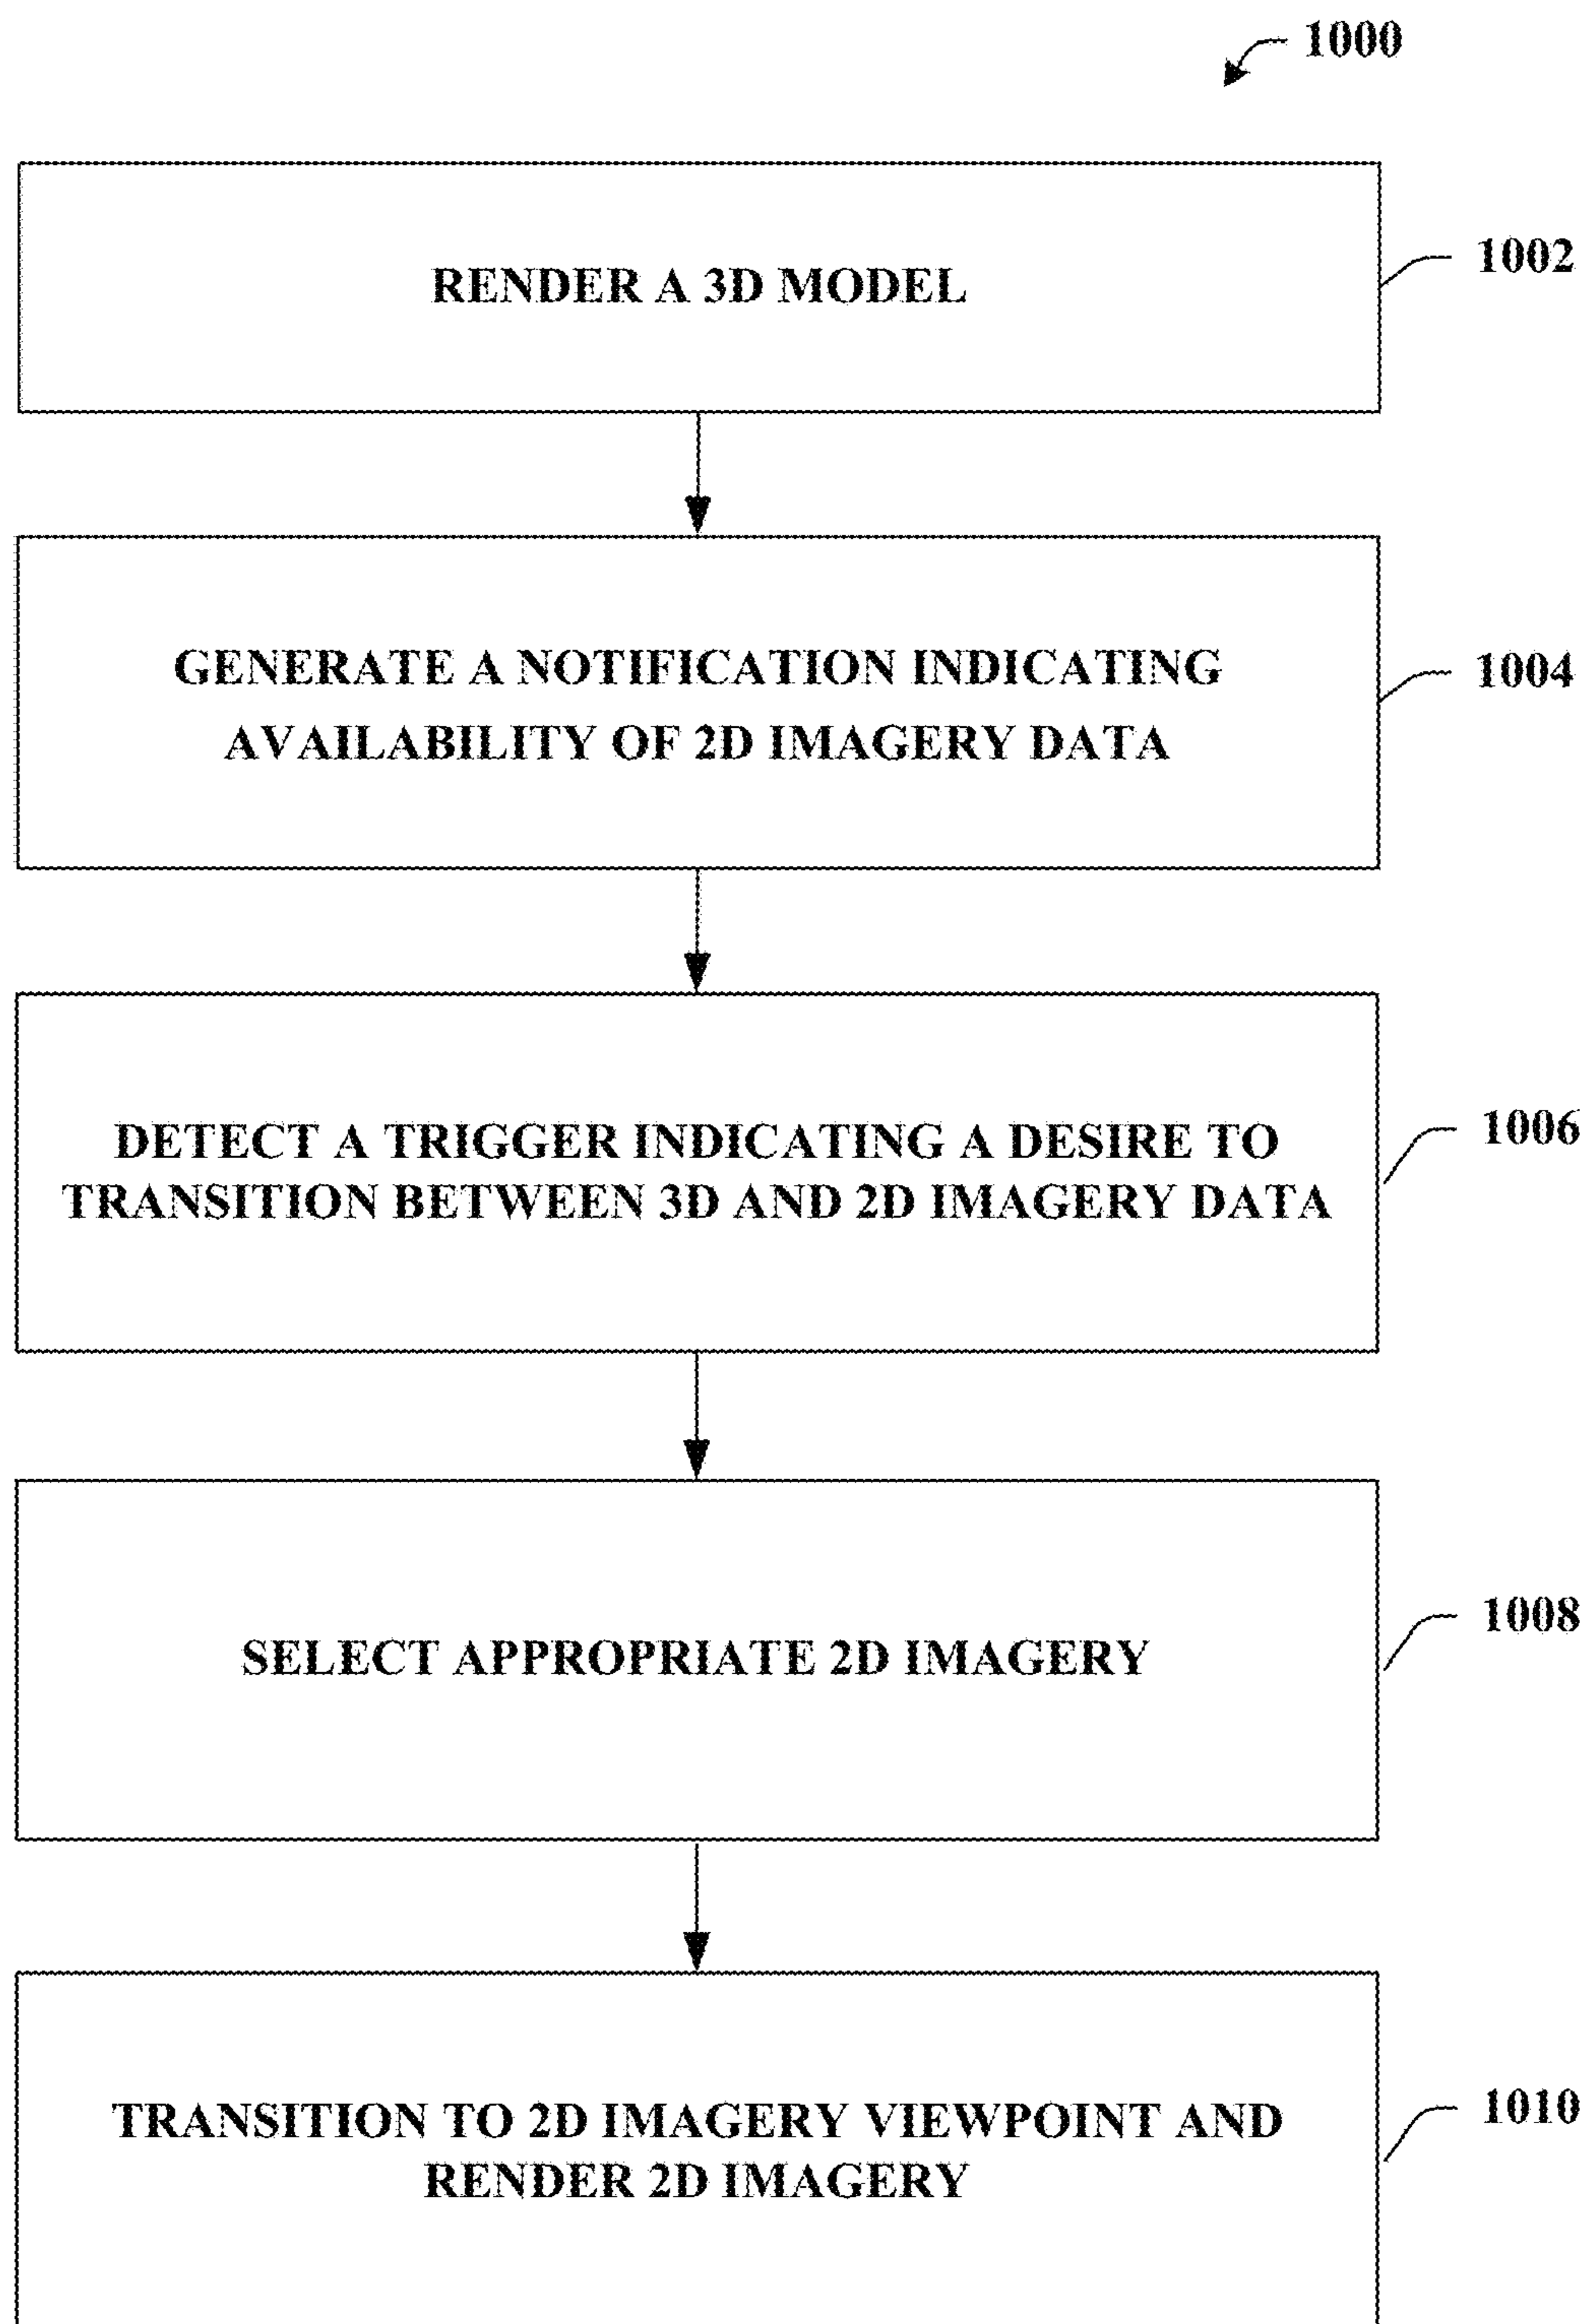 1000
RENDER A 3D MODEL
1002
GENERATE A NOTIFICATION INDICATING
AVAILABILITY OF 2D IMAGERY DATA
1004
DETECT A TRIGGER INDICATING A DESIRE TO
TRANSITION BETWEEN 3D AND 2D IMAGERY DATA
1006
SELECT APPROPRIATE 2D IMAGERY
1008
TRANSITION TO 2D IMAGERY VIEWPOINT AND
RENDER 2D IMAGERY
1010